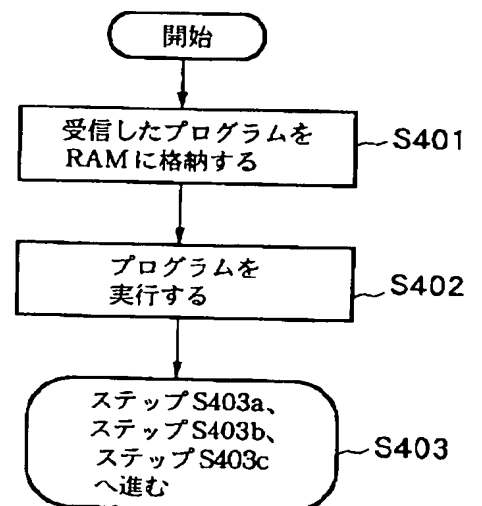 開始
受信したプログラムを
RAMに格納する
S401
プログラムを
実行する
S402
ステップS403a、
ステップS403b、
ステップS403c
へ進む
S403